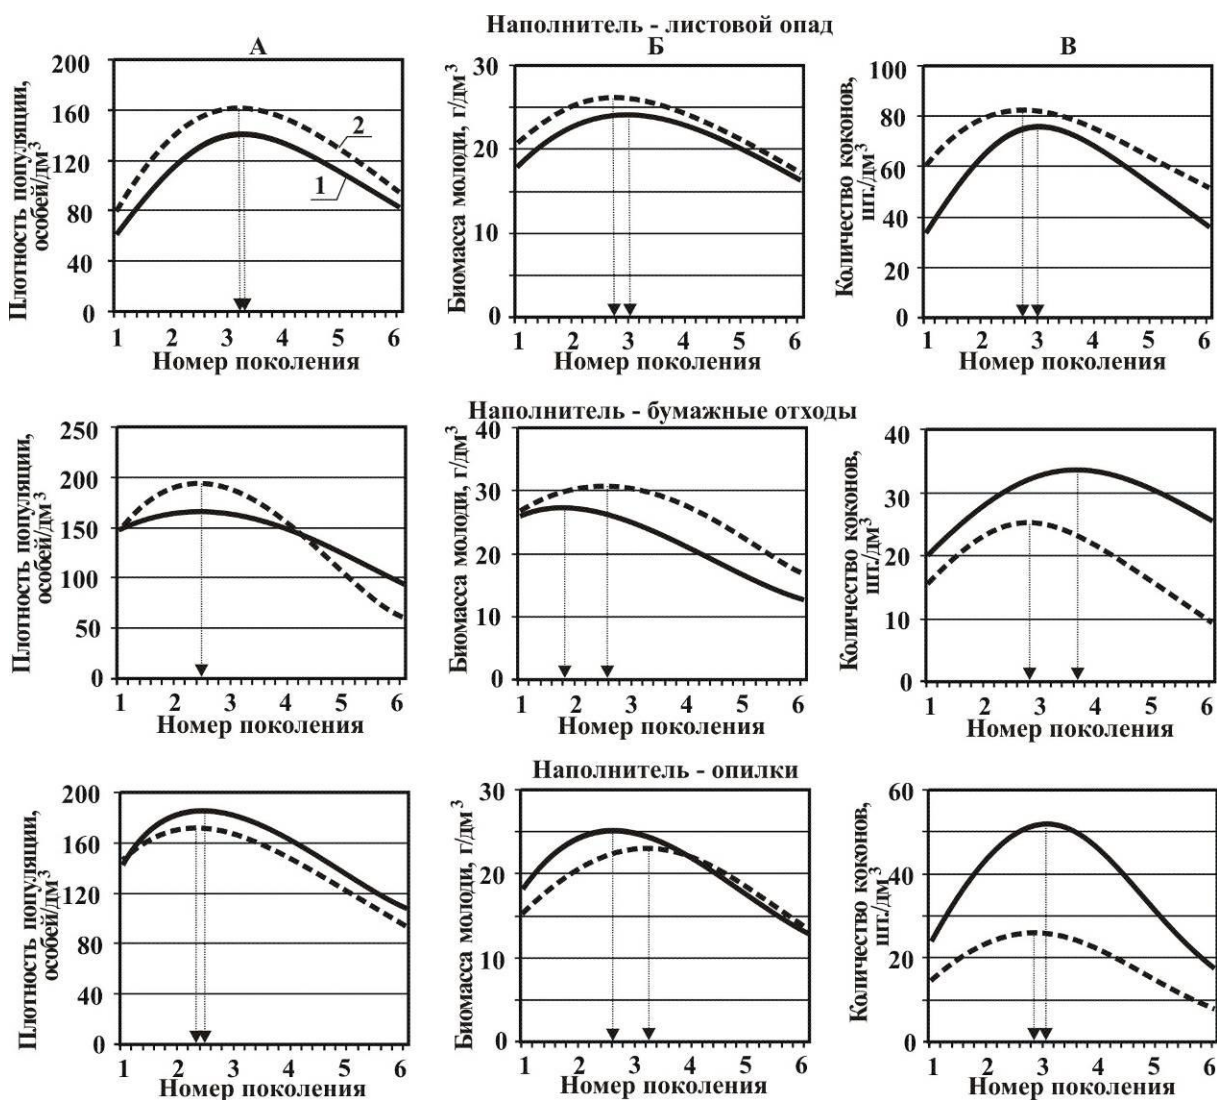 Наполнитель - листовой опад
А
Б
В
Плотность популяции,
особей/дм³
200
160
120
80
40
0
2
1
1 2 3 4 5 6
Номер поколения
Биомасса молоди, г/дм³
30
20
10
0
1 2 3 4 5 6
Номер поколения
Количество коконов,
шт./дм³
100
80
60
40
20
0
1 2 3 4 5 6
Номер поколения
Наполнитель - бумажные отходы
Плотность популяции,
особей/дм³
250
200
150
100
50
0
1 2 3 4 5 6
Номер поколения
Биомасса молоди, г/дм³
40
30
20
10
0
1 2 3 4 5 6
Номер поколения
Количество коконов,
шт./дм³
40
30
20
10
0
1 2 3 4 5 6
Номер поколения
Наполнитель - опилки
Плотность популяции,
особей/дм³
200
160
120
80
40
0
1 2 3 4 5 6
Номер поколения
Биомасса молоди, г/дм³
30
20
10
0
1 2 3 4 5 6
Номер поколения
Количество коконов,
шт./дм³
60
40
20
0
1 2 3 4 5 6
Номер поколения